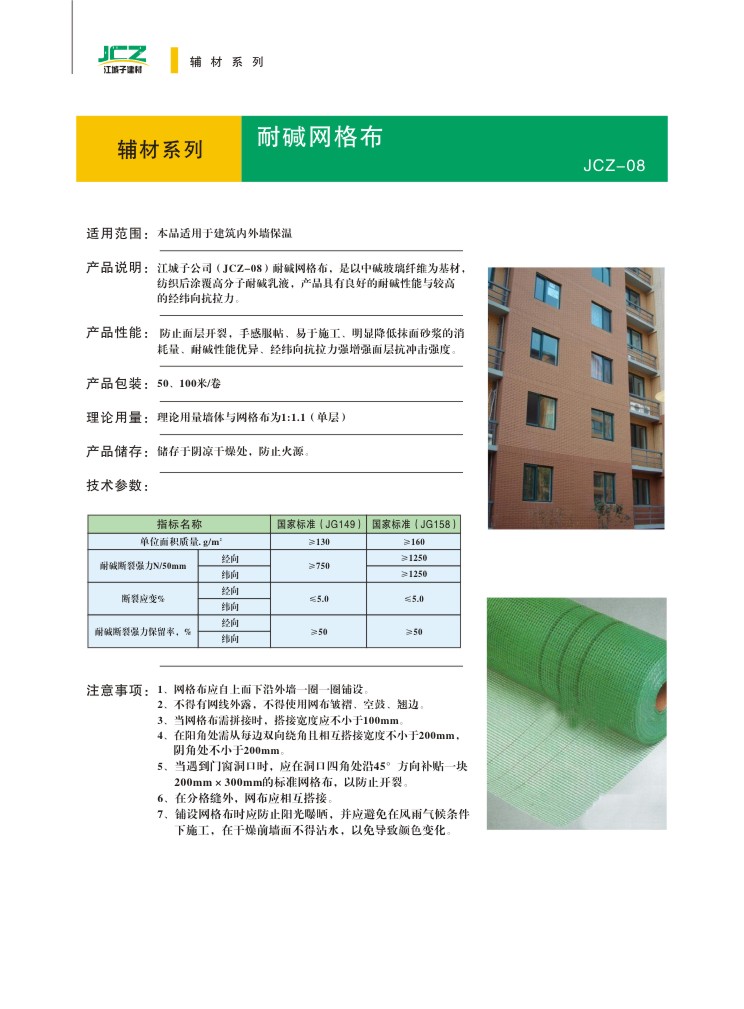 JCZ
江城子建材
辅材系列
辅材系列
耐碱网格布
JCZ-08
适用范围：本品适用于建筑内外墙保温
产品说明：江城子公司（JCZ-08）耐碱网格布，是以中碱玻璃纤维为基材，
纺织后涂覆高分子耐碱乳液，产品具有良好的耐碱性能与较高
的经纬向抗拉力。
产品性能：防止面层开裂，手感服帖、易于施工、明显降低抹面砂浆的消
耗量、耐碱性能优异、经纬向抗拉力强增强面层抗冲击强度。
产品包装：50、100米/卷
理论用量：理论用量墙体与网格布为1:1.1（单层）
产品储存：储存于阴凉干燥处，防止火源。
技术参数：
指标名称 国家标准（JG149） 国家标准（JG158）
单位面积质量. g/m² ≥130 ≥160
耐碱断裂强力N/50mm 经向 ≥750 ≥1250
纬向 ≥1250
断裂应变% 经向 ≤5.0 ≤5.0
纬向
耐碱断裂强力保留率，% 经向 ≥50 ≥50
纬向
注意事项：1、网格布应自上而下沿外墙一圈一圈铺设。
2、不得有网线外露，不得使用网布皱褶、空鼓、翘边。
3、当网格布需拼接时，搭接宽度应不小于100mm。
4、在阳角处需从每边双向绕角且相互搭接宽度不小于200mm，
阴角处不小于200mm。
5、当遇到门窗洞口时，应在洞口四角处沿45°方向补贴一块
200mm×300mm的标准网格布，以防止开裂。
6、在分格缝外，网布应相互搭接。
7、铺设网格布时应防止阳光曝晒，并应避免在风雨气候条件
下施工，在干燥前墙面不得沾水，以免导致颜色变化。